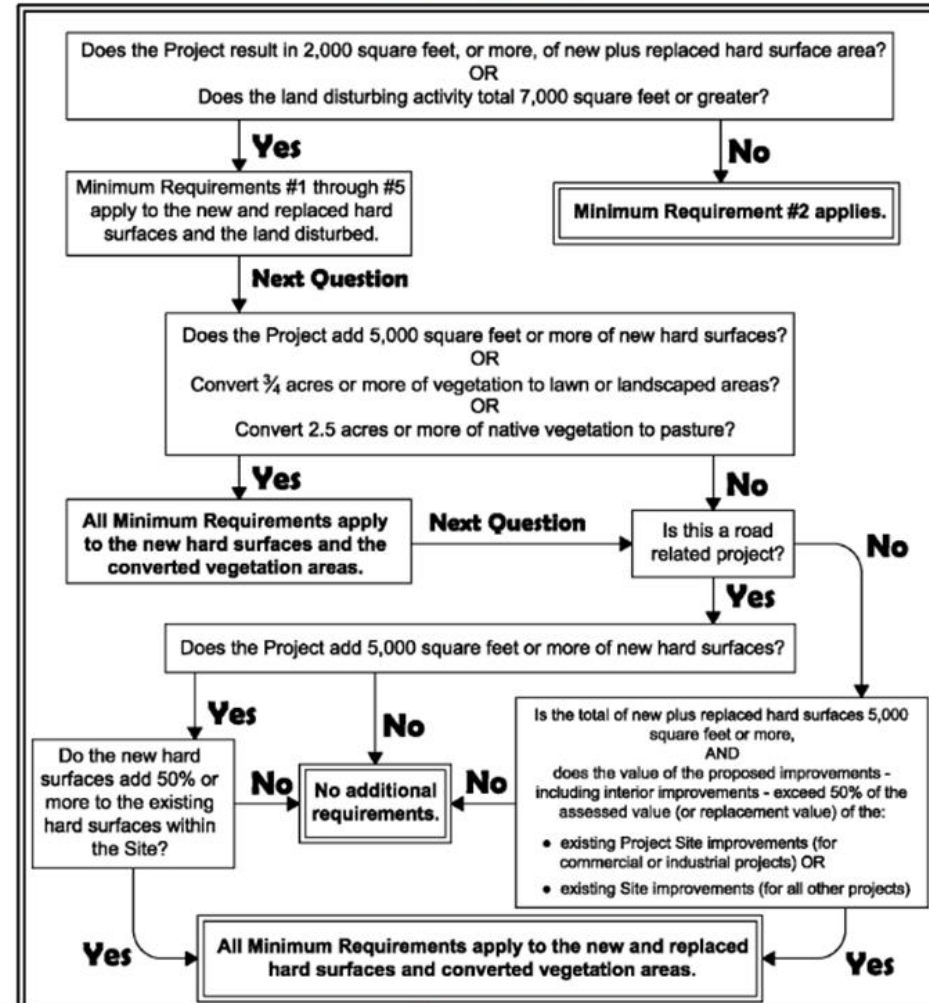 Does the Project result in 2,000 square feet, or more, of new plus replaced hard surface area?
OR
Does the land disturbing activity total 7,000 square feet or greater?
Yes
No
Minimum Requirements #1 through #5
apply to the new and replaced hard
surfaces and the land disturbed.
Minimum Requirement #2 applies.
Next Question
Does the Project add 5,000 square feet or more of new hard surfaces?
OR
Convert ¾ acres or more of vegetation to lawn or landscaped areas?
OR
Convert 2.5 acres or more of native vegetation to pasture?
Yes
No
All Minimum Requirements apply
to the new hard surfaces and the
converted vegetation areas.
Next Question
Is this a road
related project?
No
Yes
Does the Project add 5,000 square feet or more of new hard surfaces?
Yes
No
Do the new hard
surfaces add 50% or
more to the existing
hard surfaces within
the Site?
No
No additional
requirements.
No
Is the total of new plus replaced hard surfaces 5,000
square feet or more,
AND
does the value of the proposed improvements -
including interior improvements - exceed 50% of the
assessed value (or replacement value) of the:
• existing Project Site improvements (for
commercial or industrial projects) OR
• existing Site improvements (for all other projects)
Yes
All Minimum Requirements apply to the new and replaced
hard surfaces and converted vegetation areas.
Yes